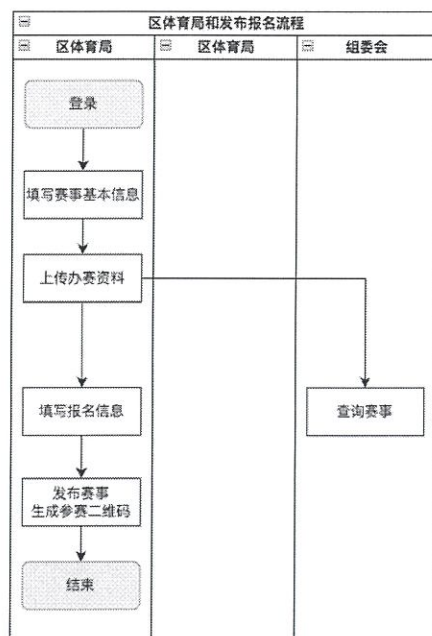 区体育局和发布报名流程
区体育局
区体育局
组委会
登录
填写赛事基本信息
上传办赛资料
填写报名信息
查询赛事
发布赛事
生成参赛二维码
结束